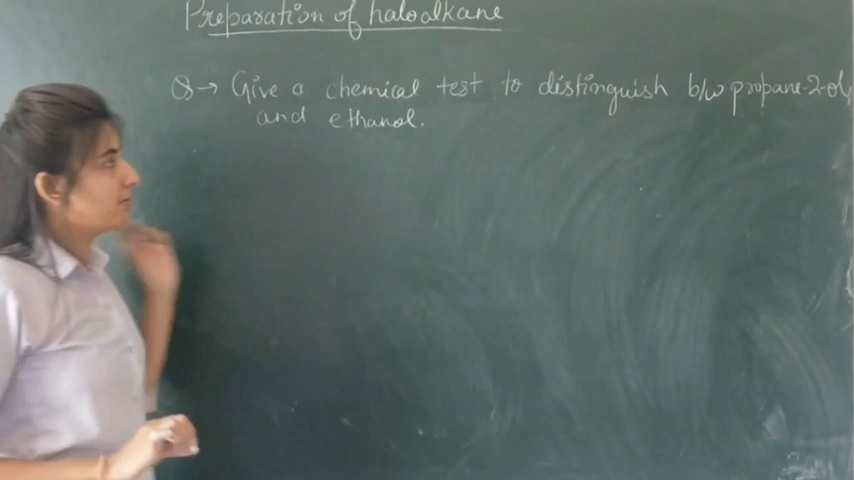 Preparation of haloalkane
Q → Give a chemical test to distinguish b/w propane-2-ol,
and ethanol.